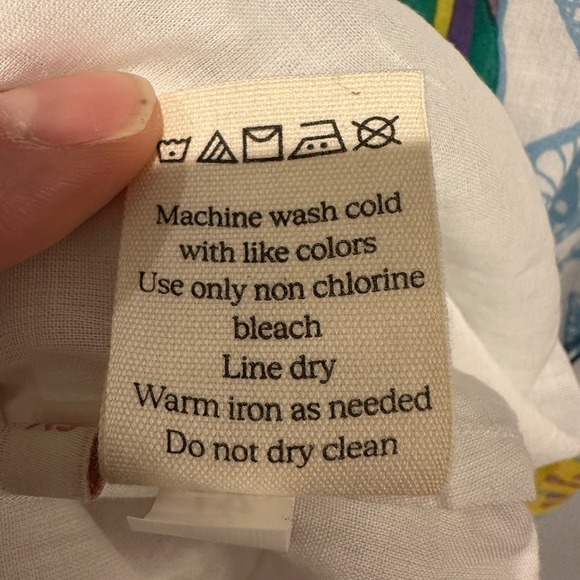 Machine wash cold
with like colors
Use only non chlorine
bleach
Line dry
Warm iron as needed
Do not dry clean